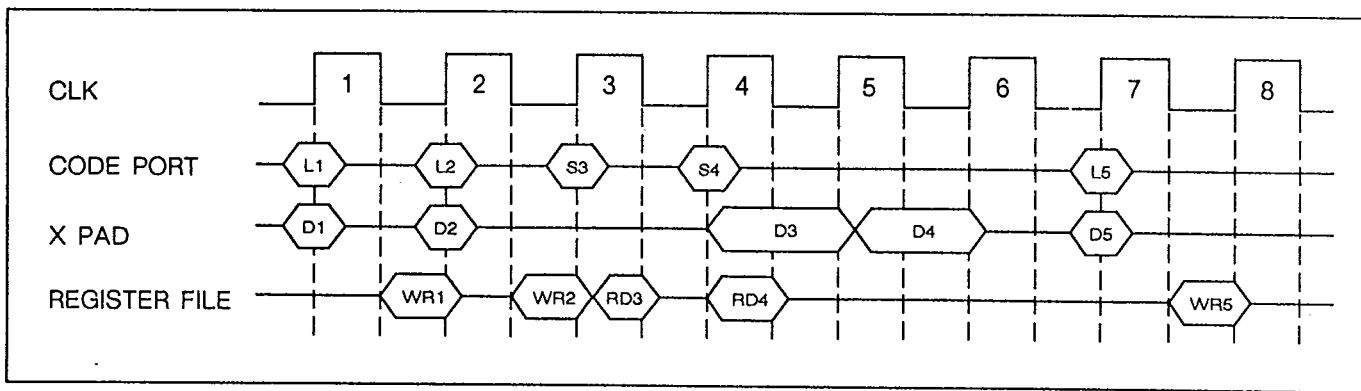 CLK 1 2 3 4 5 6 7 8
CODE PORT L1 L2 S3 S4 L5
X PAD D1 D2 D3 D4 D5
REGISTER FILE WR1 WR2 RD3 RD4 WR5